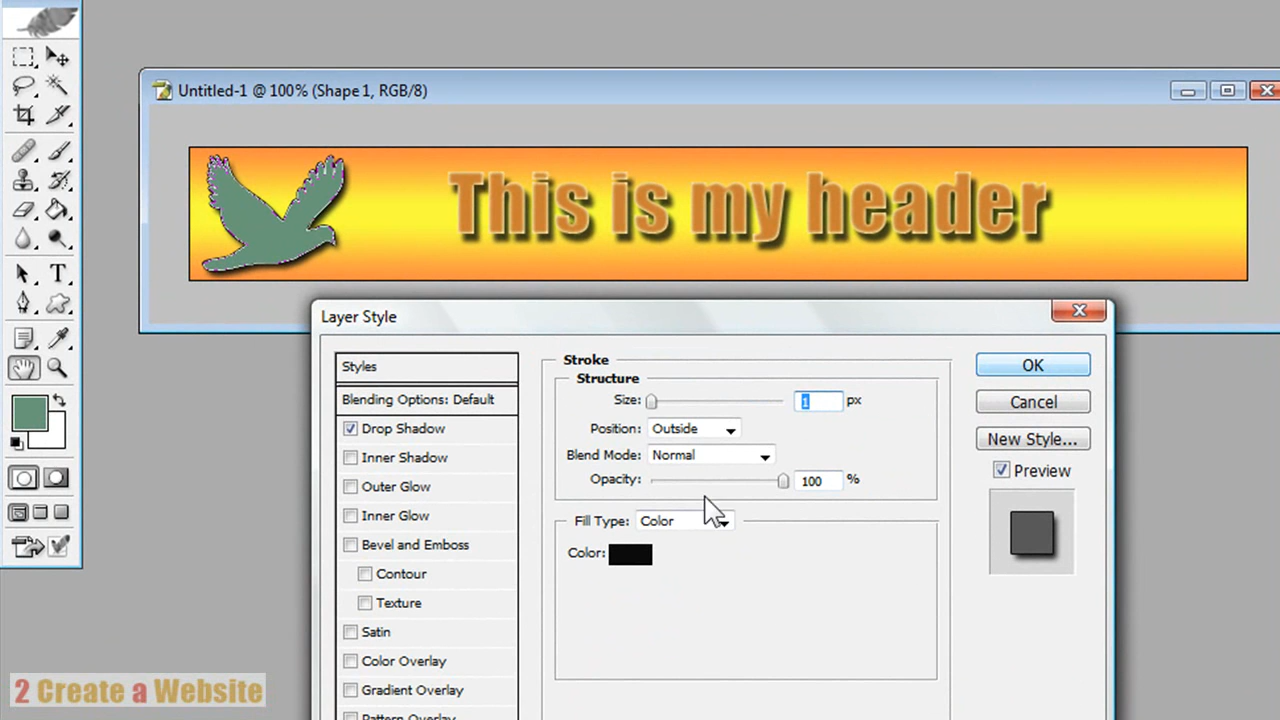 Untitled-1 @ 100% (Shape 1, RGB/8)
This is my header
T
Layer Style
Styles
Blending Options: Default
Drop Shadow
Inner Shadow
Outer Glow
Inner Glow
Bevel and Emboss
Contour
Texture
Satin
Color Overlay
Gradient Overlay
Pattern Overlay
Stroke
Structure
Size: 1 px
Position: Outside
Blend Mode: Normal
Opacity: 100 %
Fill Type: Color
Color:
OK
Cancel
New Style...
Preview
2 Create a Website